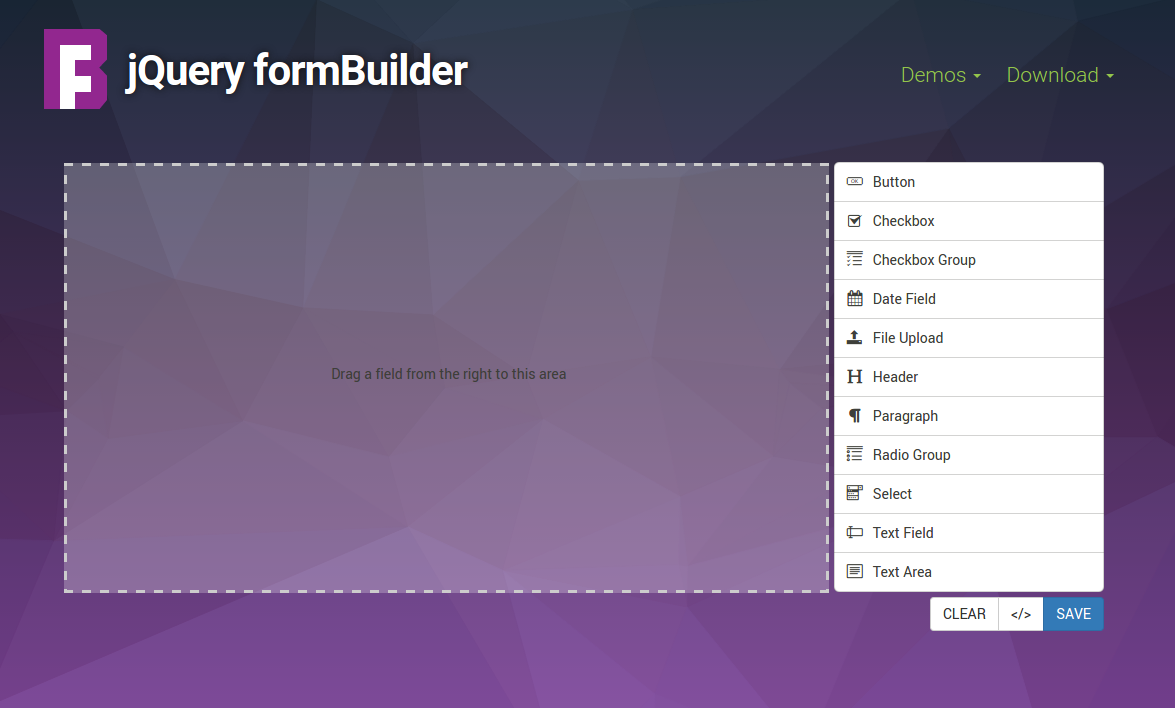 jQuery formBuilder
Demos
Download
Drag a field from the right to this area
OK
Button
Checkbox
Checkbox Group
Date Field
File Upload
H
Header
¶
Paragraph
Radio Group
Select
Text Field
Text Area
CLEAR
</>
SAVE